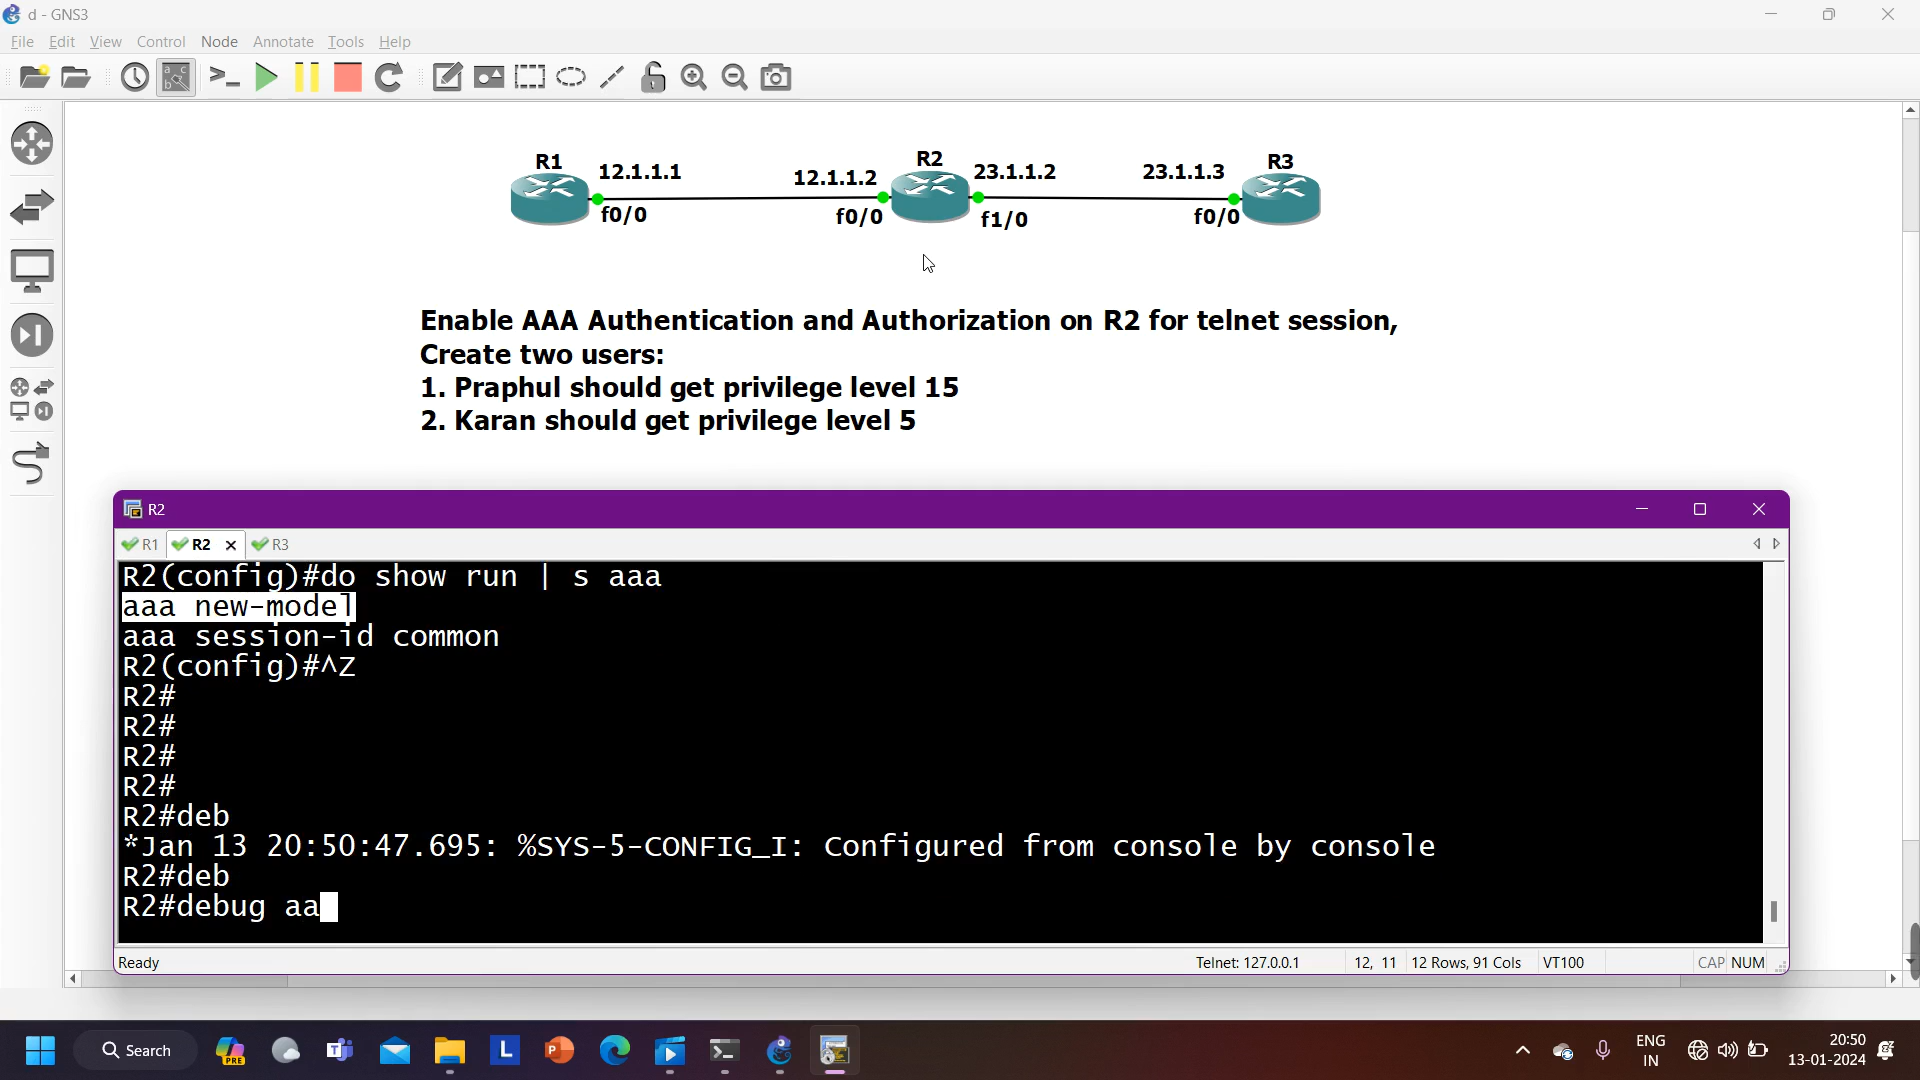 d - GNS3
File Edit View Control Node Annotate Tools Help
R1 12.1.1.1 12.1.1.2 R2 23.1.1.2 23.1.1.3 R3
f0/0 f0/0 f1/0 f0/0
Enable AAA Authentication and Authorization on R2 for telnet session,
Create two users:
1. Praphul should get privilege level 15
2. Karan should get privilege level 5
R2
R1 R2 R3
R2(config)#do show run | s aaa
aaa new-model
aaa session-id common
R2(config)#^Z
R2#
R2#
R2#
R2#
R2#deb
*Jan 13 20:50:47.695: %SYS-5-CONFIG_I: Configured from console by console
R2#deb
R2#debug aa
Ready Telnet: 127.0.0.1 12, 11 12 Rows, 91 Cols VT100 CAP NUM
Search PRE L ENG 20:50
IN 13-01-2024